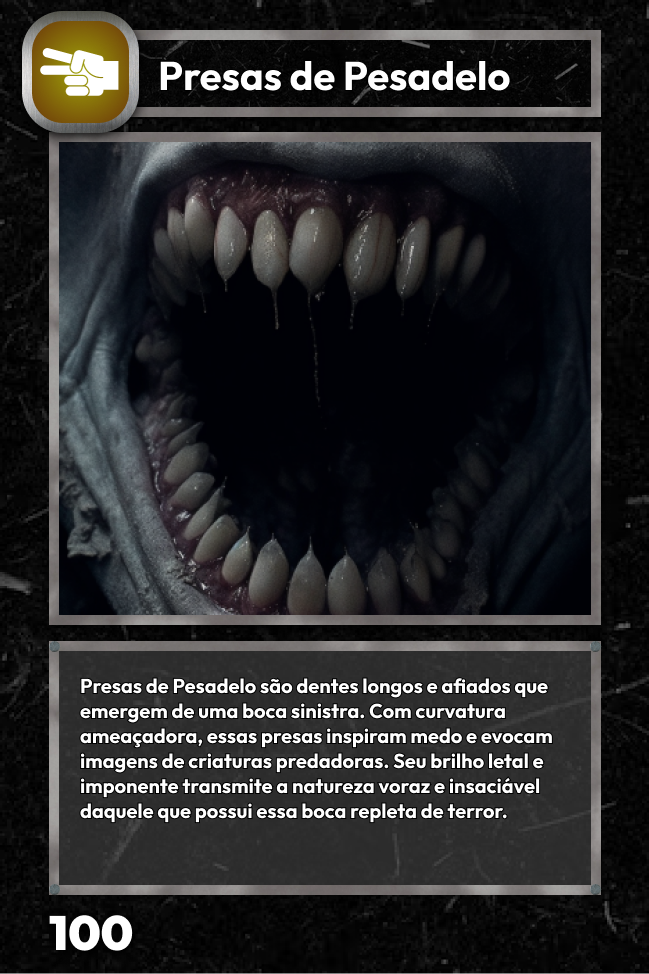 Presas de Pesadelo
Presas de Pesadelo são dentes longos e afiados que
emergem de uma boca sinistra. Com curvatura
ameaçadora, essas presas inspiram medo e evocam
imagens de criaturas predadoras. Seu brilho letal e
imponente transmite a natureza voraz e insaciável
daquele que possui essa boca repleta de terror.
100